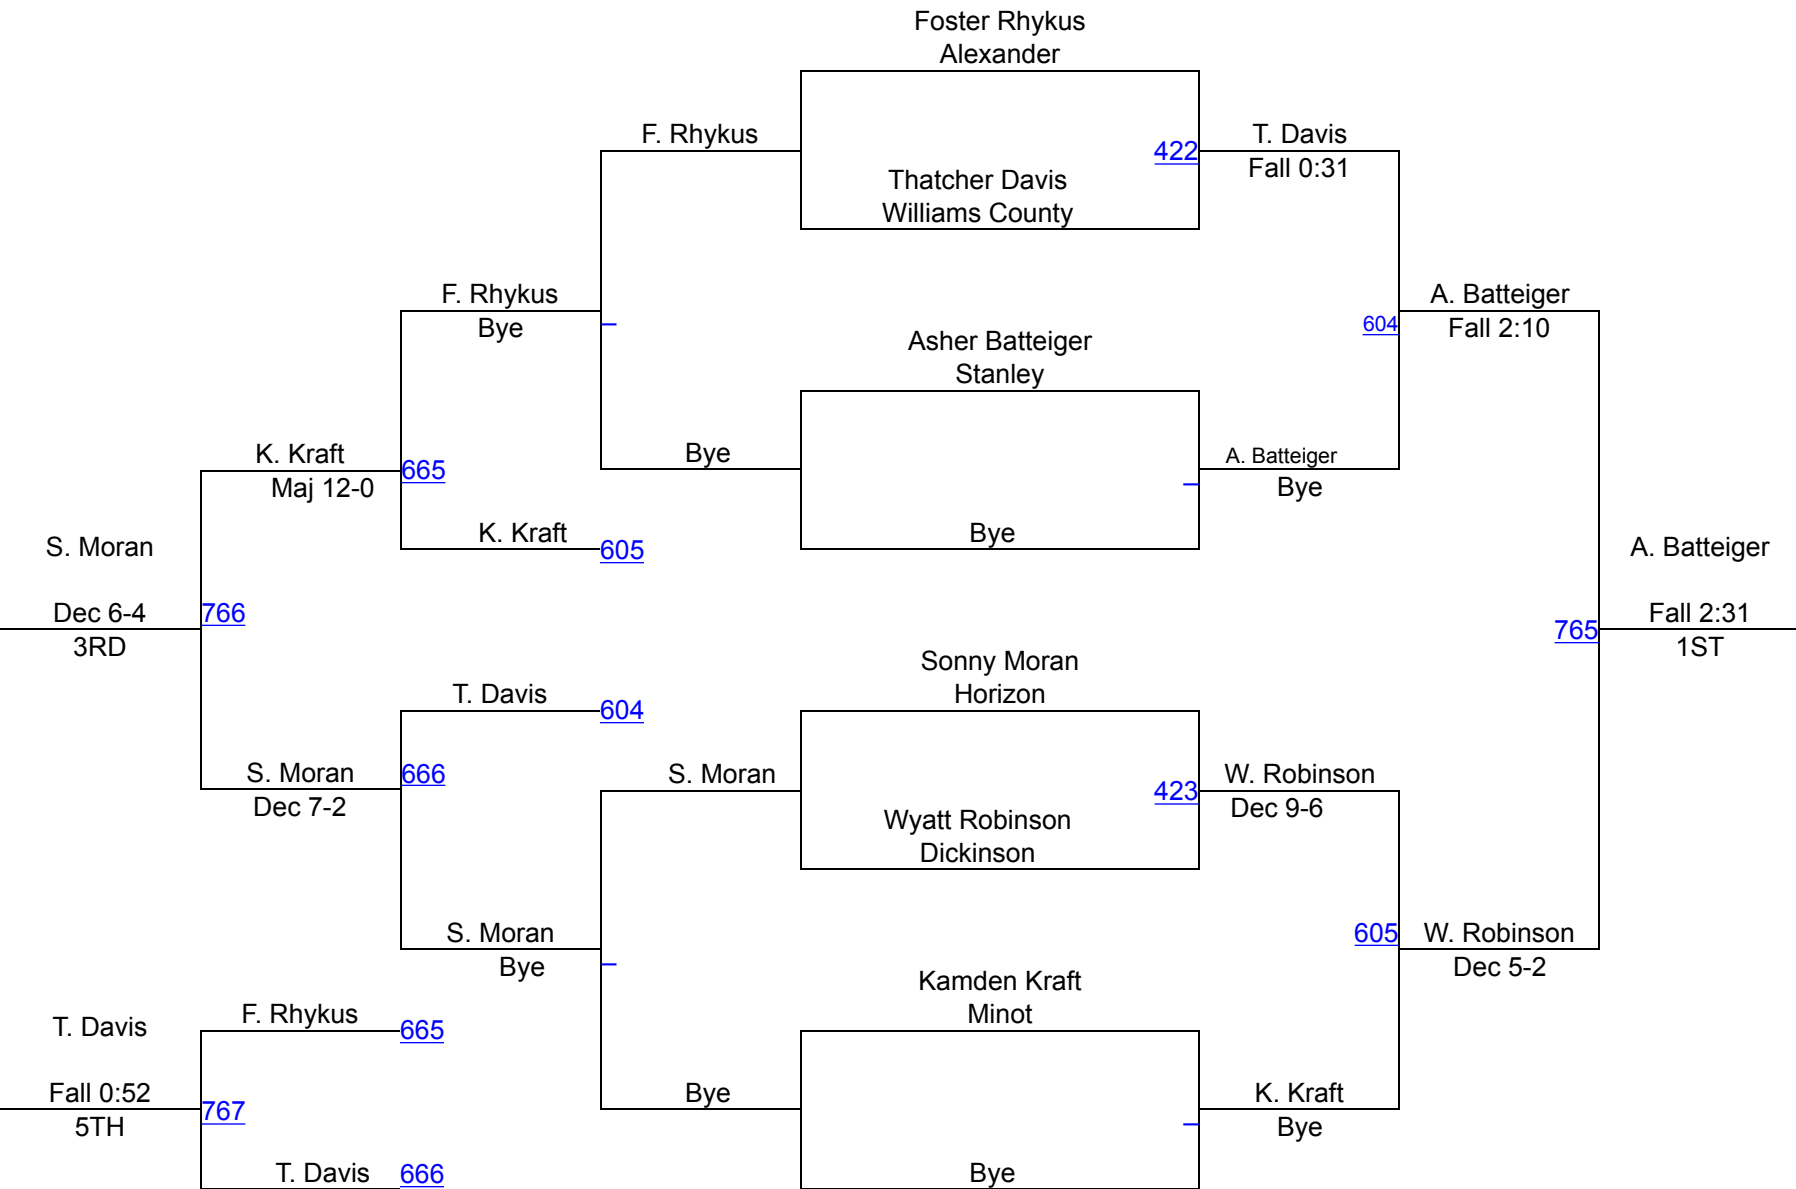 Foster Rhykus
Alexander
F. Rhykus
422
T. Davis
Fall 0:31
Thatcher Davis
Williams County
F. Rhykus
Bye
A. Batteiger
604
Fall 2:10
Asher Batteiger
Stanley
K. Kraft
665
Maj 12-0
Bye
A. Batteiger
Bye
K. Kraft
605
Bye
S. Moran
A. Batteiger
Dec 6-4
766
3RD
765
Fall 2:31
1ST
Sonny Moran
Horizon
T. Davis
604
S. Moran
666
Dec 7-2
S. Moran
423
W. Robinson
Dec 9-6
Wyatt Robinson
Dickinson
S. Moran
Bye
605
W. Robinson
Dec 5-2
Kamden Kraft
Minot
T. Davis
F. Rhykus
665
Fall 0:52
767
5TH
Bye
K. Kraft
Bye
T. Davis
666
Bye